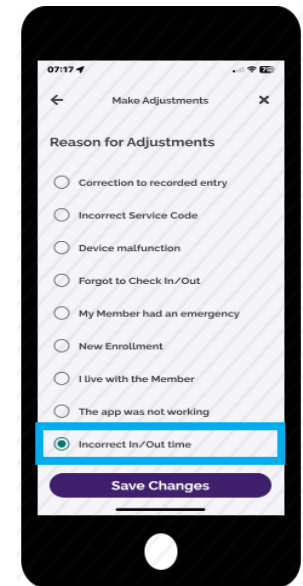 07:17
Make Adjustments
Reason for Adjustments
Correction to recorded entry
Incorrect Service Code
Device malfunction
Forgot to Check In/Out
My Member had an emergency
New Enrollment
I live with the Member
The app was not working
Incorrect In/Out time
Save Changes